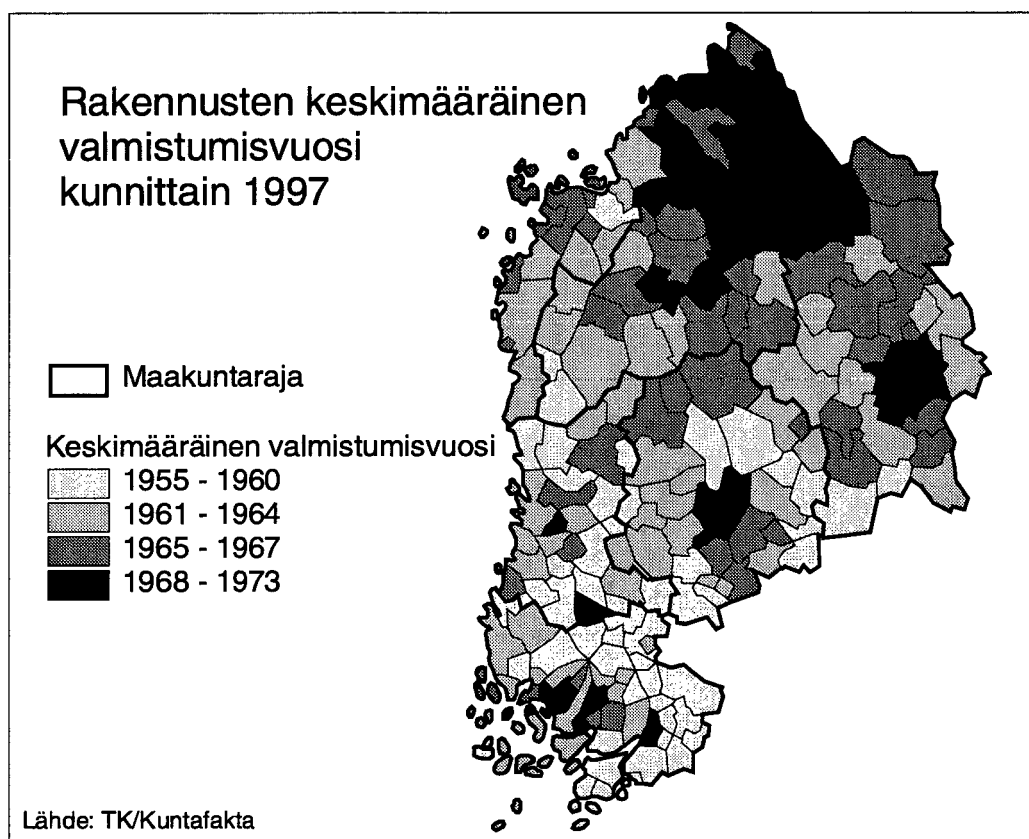 Rakennusten keskimääräinen
valmistumisvuosi
kunnittain 1997
Maakuntaraja
Keskimääräinen valmistumisvuosi
1955 - 1960
1961 - 1964
1965 - 1967
1968 - 1973
Lähde: TK/Kuntafakta